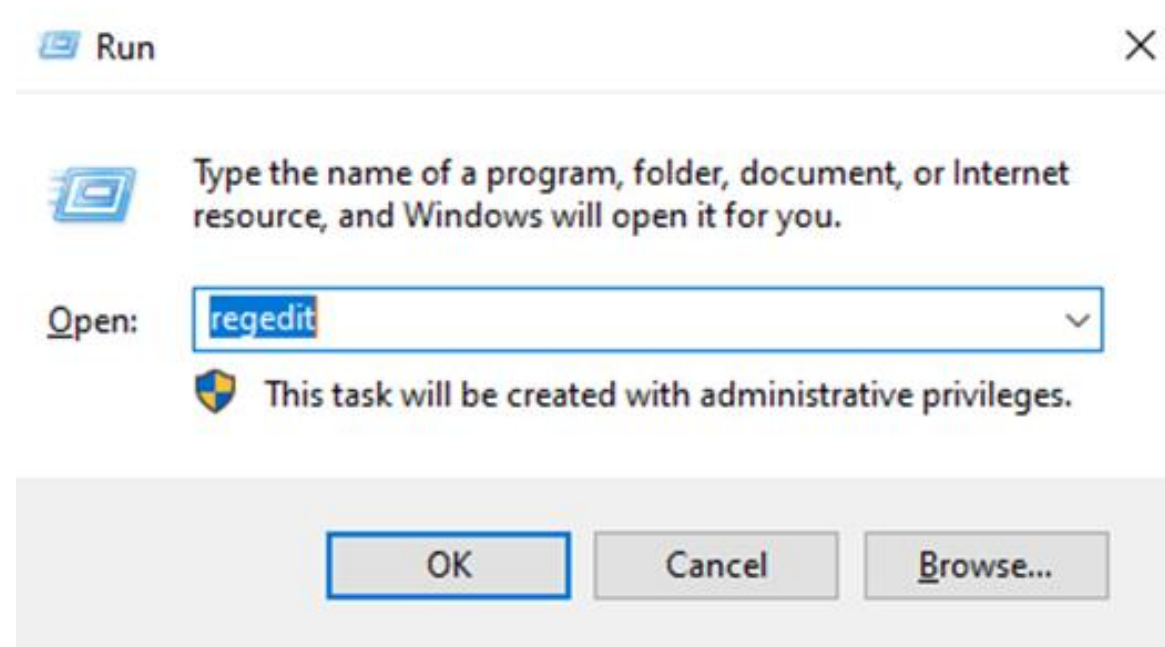 Run
Type the name of a program, folder, document, or Internet
resource, and Windows will open it for you.
Open: regedit
This task will be created with administrative privileges.
OK Cancel Browse...